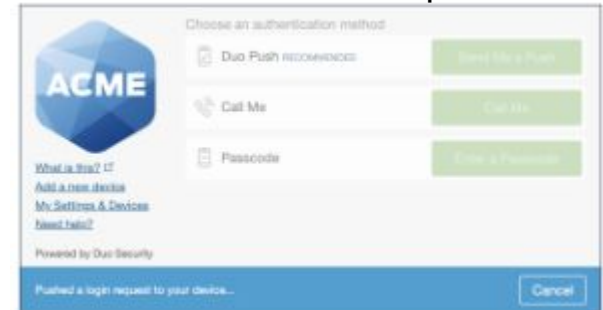 Choose an authentication method
Duo Push RECOMMENDED
Send Me a Push
ACME
Call Me
Call Me
Passcode
Enter a Passcode
What is this?
Add a new device
My Settings & Devices
Need help?
Powered by Duo Security
Pushed a login request to your device...
Cancel